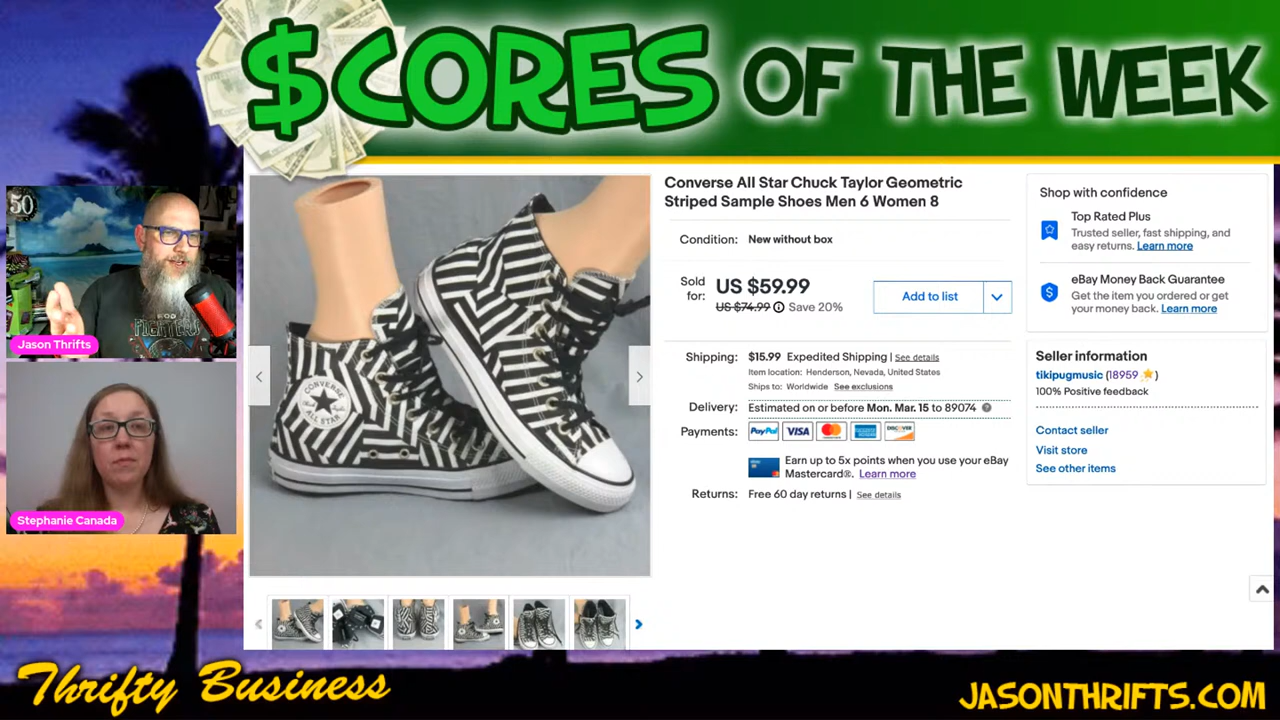 $CORES OF THE WEEK
50
Jason Thrifts
Stephanie Canada
CONVERSE
ALL STAR
Converse All Star Chuck Taylor Geometric
Striped Sample Shoes Men 6 Women 8
Condition: New without box
Sold for: US $59.99
US $74.99 Save 20%
Add to list
Shipping: $15.99 Expedited Shipping | See details
Item location: Henderson, Nevada, United States
Ships to: Worldwide See exclusions
Delivery: Estimated on or before Mon. Mar. 15 to 89074
Payments: PayPal VISA DISCOVER
Earn up to 5x points when you use your eBay
Mastercard®. Learn more
Returns: Free 60 day returns | See details
Shop with confidence
Top Rated Plus
Trusted seller, fast shipping, and
easy returns. Learn more
eBay Money Back Guarantee
Get the item you ordered or get
your money back. Learn more
Seller information
tikipugmusic (18959 )
100% Positive feedback
Contact seller
Visit store
See other items
Thrifty Business
JASONTHRIFTS.COM